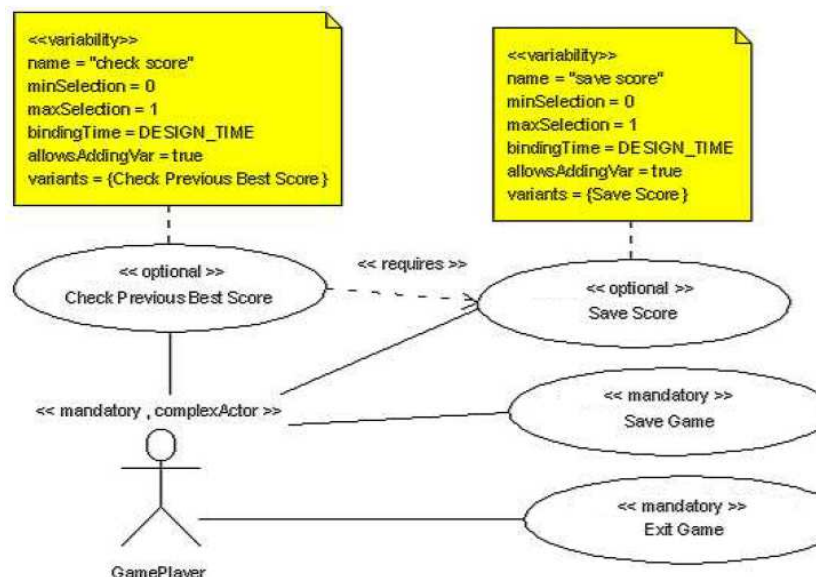 <<variability>>
name = "check score"
minSelection = 0
maxSelection = 1
bindingTime = DESIGN_TIME
allowsAddingVar = true
variants = {Check Previous Best Score}
<<variability>>
name = "save score"
minSelection = 0
maxSelection = 1
bindingTime = DESIGN_TIME
allowsAddingVar = true
variants = {Save Score}
<< optional >>
Check Previous Best Score
<< requires >>
<< optional >>
Save Score
<< mandatory , complexActor >>
<< mandatory >>
Save Game
<< mandatory >>
Exit Game
GamePlayer